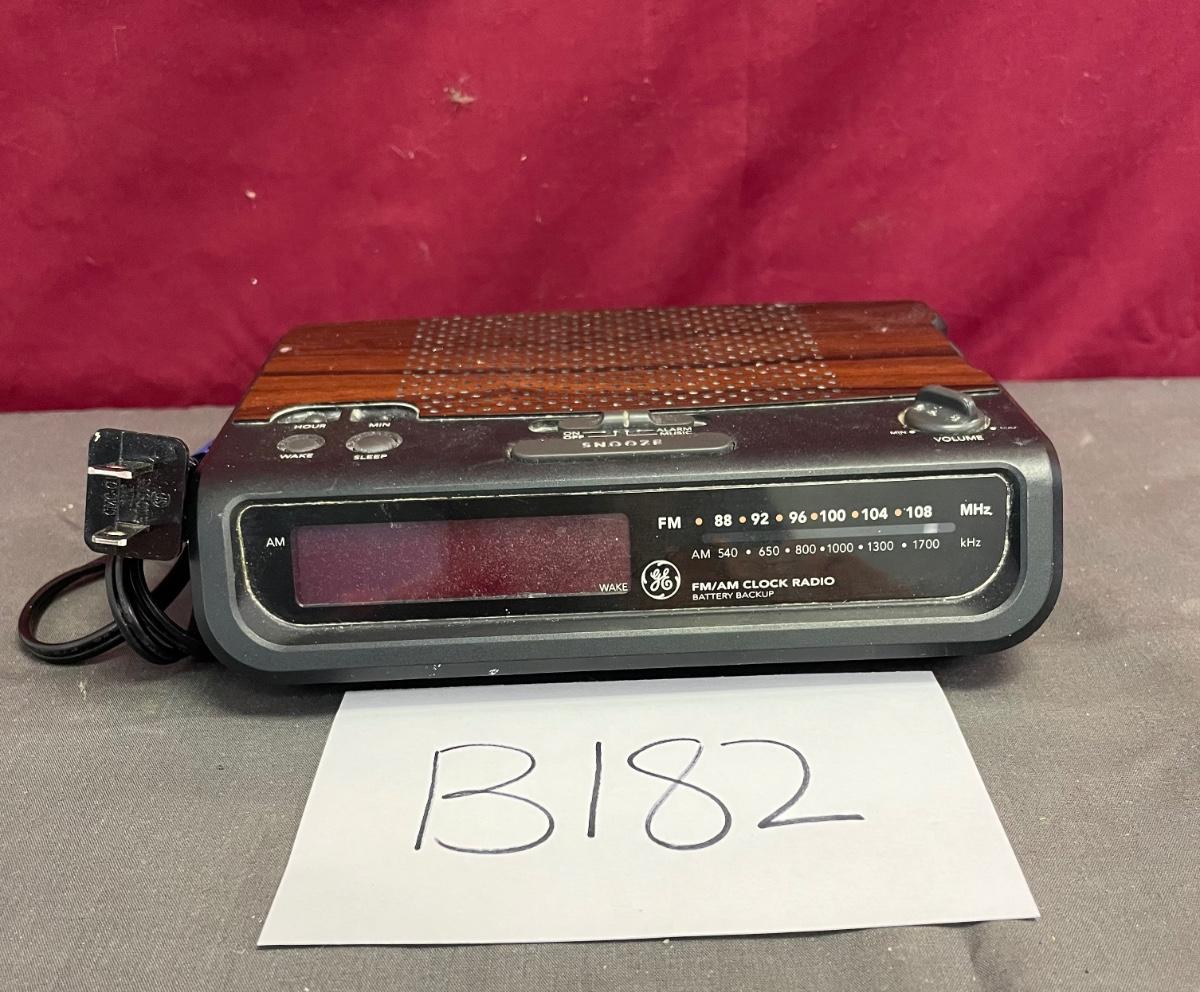 HOUR MIN
WAKE SLEEP
ON ALARM
OFF MUSIC
SNOOZE
MIN
VOLUME
AM
WAKE
FM • 88 • 92 • 96 • 100 • 104 • 108 MHz
AM 540 • 650 • 800 • 1000 • 1300 • 1700 kHz
GE
FM/AM CLOCK RADIO
BATTERY BACKUP
B182